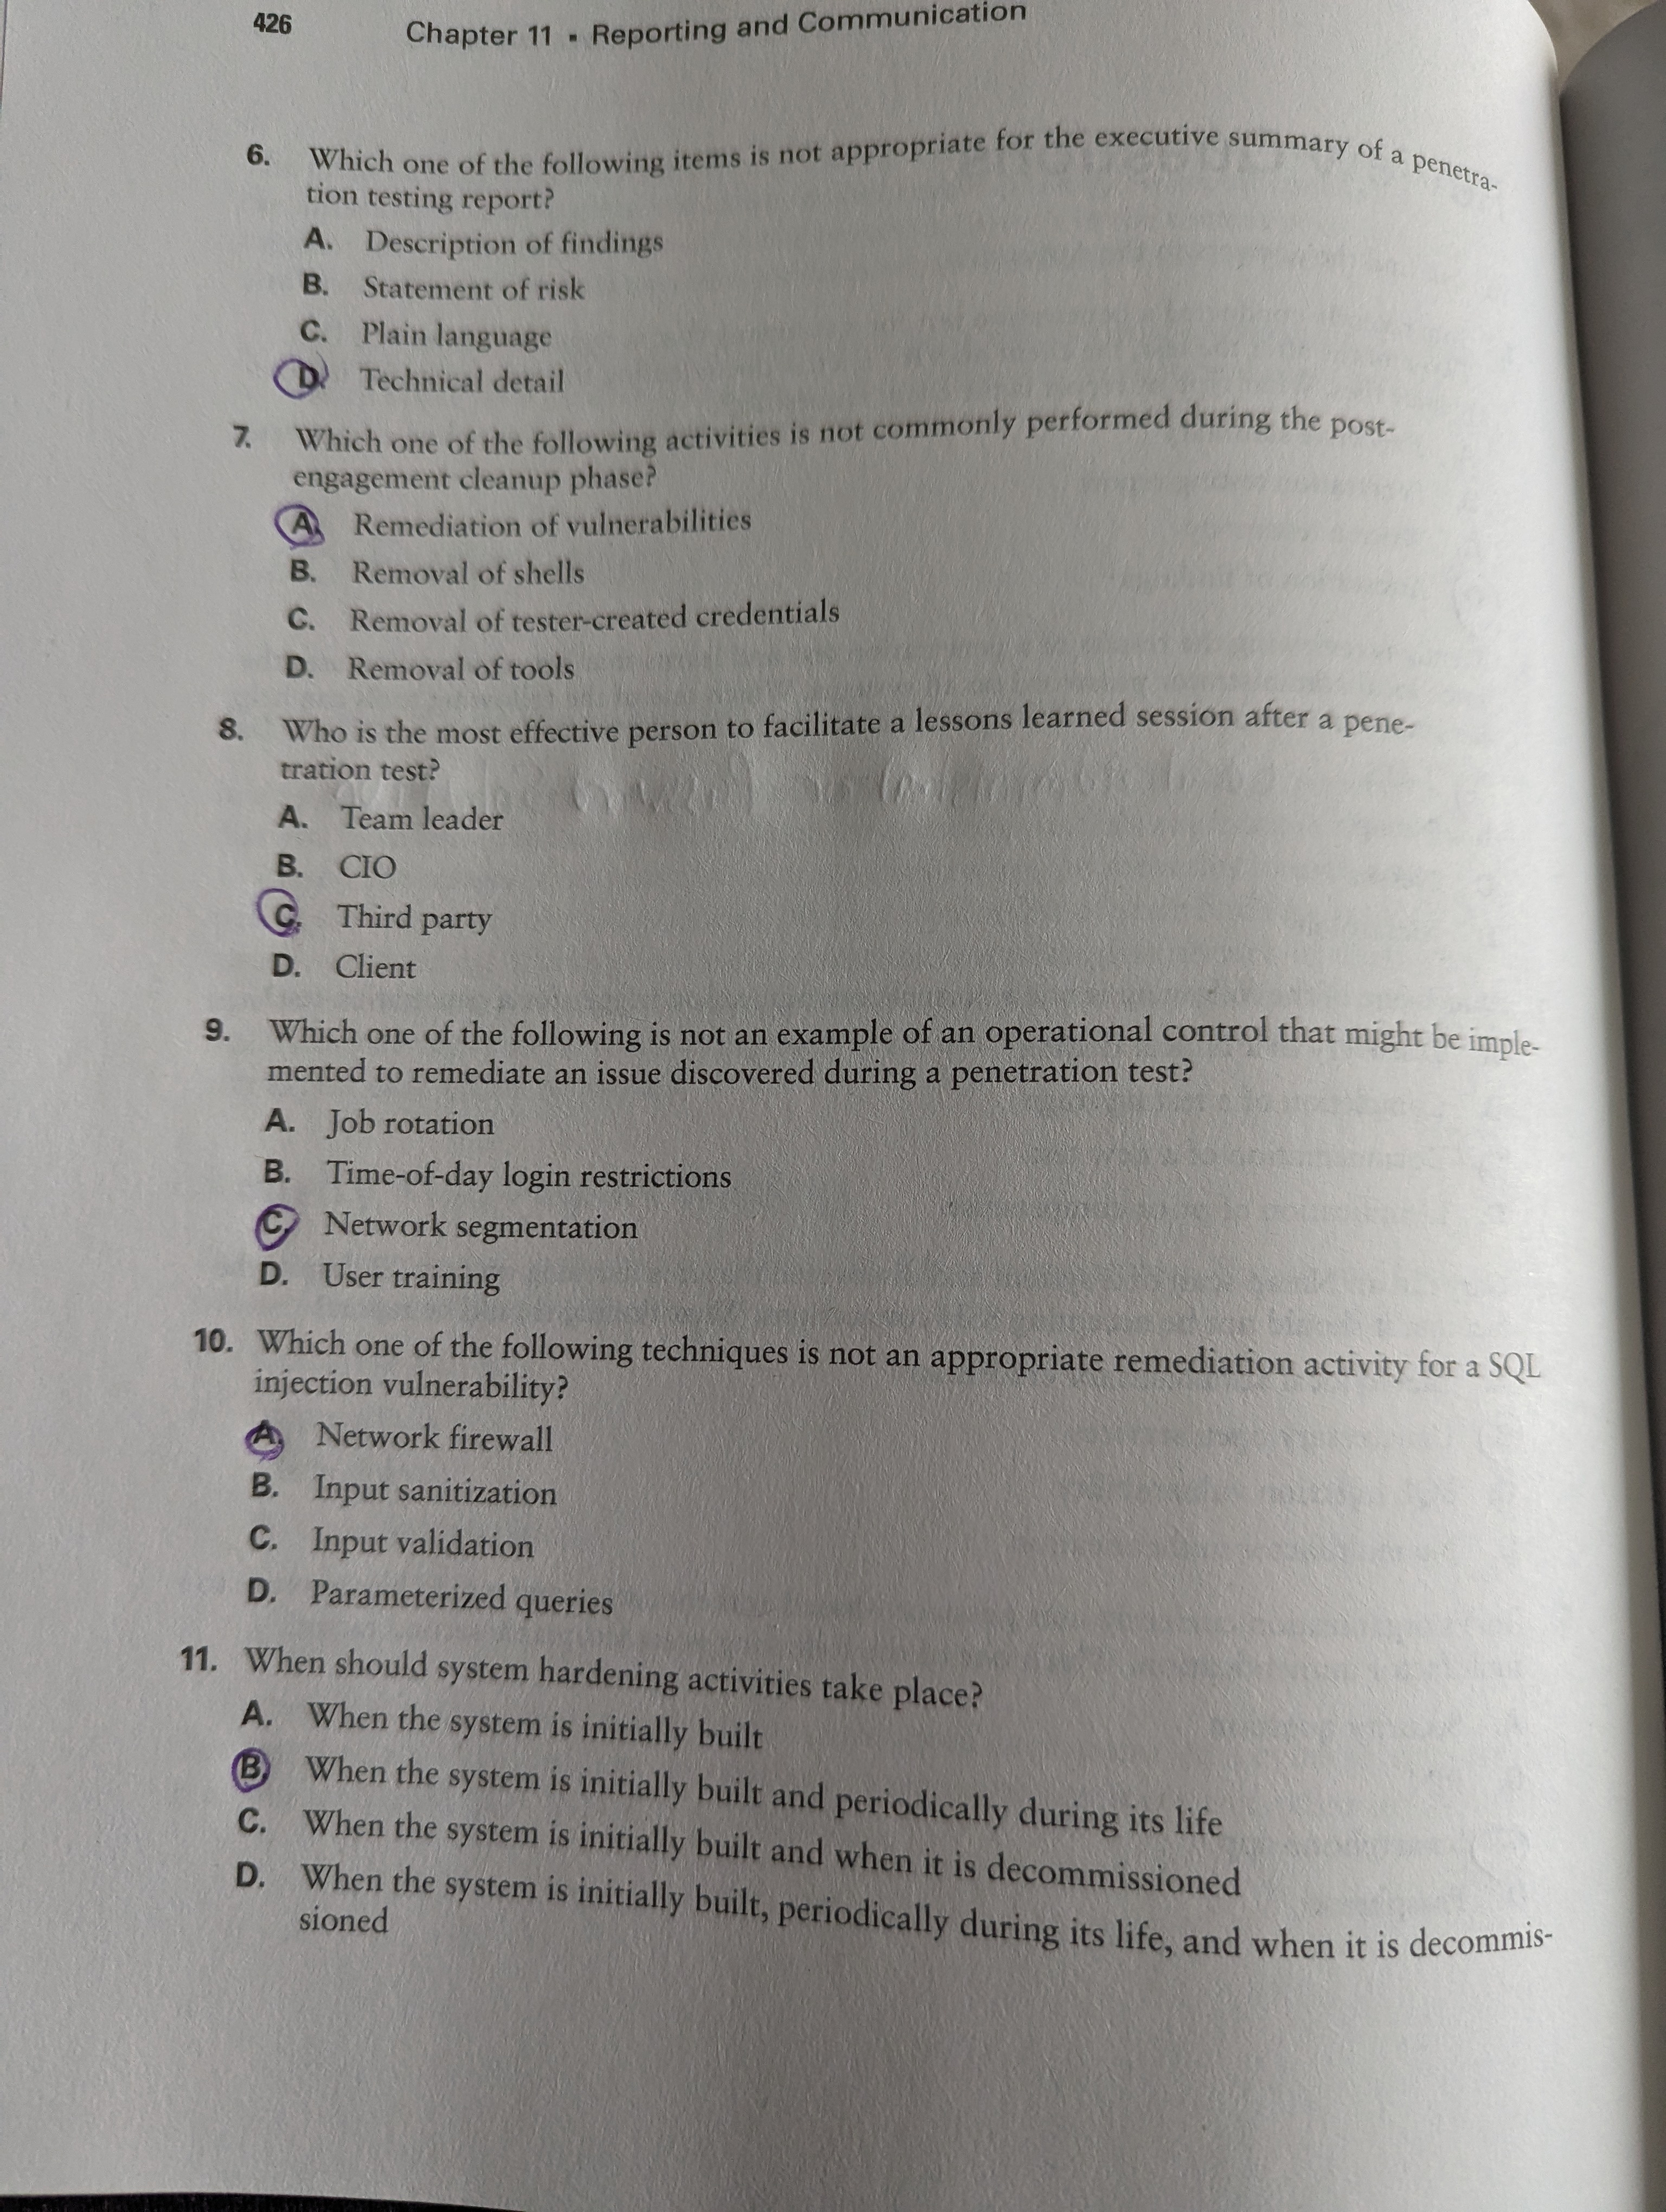 426 Chapter 11 ▪ Reporting and Communication
6. Which one of the following items is not appropriate for the executive summary of a penetra-
tion testing report?
A. Description of findings
B. Statement of risk
C. Plain language
D. Technical detail
7. Which one of the following activities is not commonly performed during the post-
engagement cleanup phase?
A. Remediation of vulnerabilities
B. Removal of shells
C. Removal of tester-created credentials
D. Removal of tools
8. Who is the most effective person to facilitate a lessons learned session after a pene-
tration test?
A. Team leader
B. CIO
C. Third party
D. Client
9. Which one of the following is not an example of an operational control that might be imple-
mented to remediate an issue discovered during a penetration test?
A. Job rotation
B. Time-of-day login restrictions
C. Network segmentation
D. User training
10. Which one of the following techniques is not an appropriate remediation activity for a SQL
injection vulnerability?
A. Network firewall
B. Input sanitization
C. Input validation
D. Parameterized queries
11. When should system hardening activities take place?
A. When the system is initially built
B. When the system is initially built and periodically during its life
C. When the system is initially built and when it is decommissioned
D. When the system is initially built, periodically during its life, and when it is decommis-
sioned